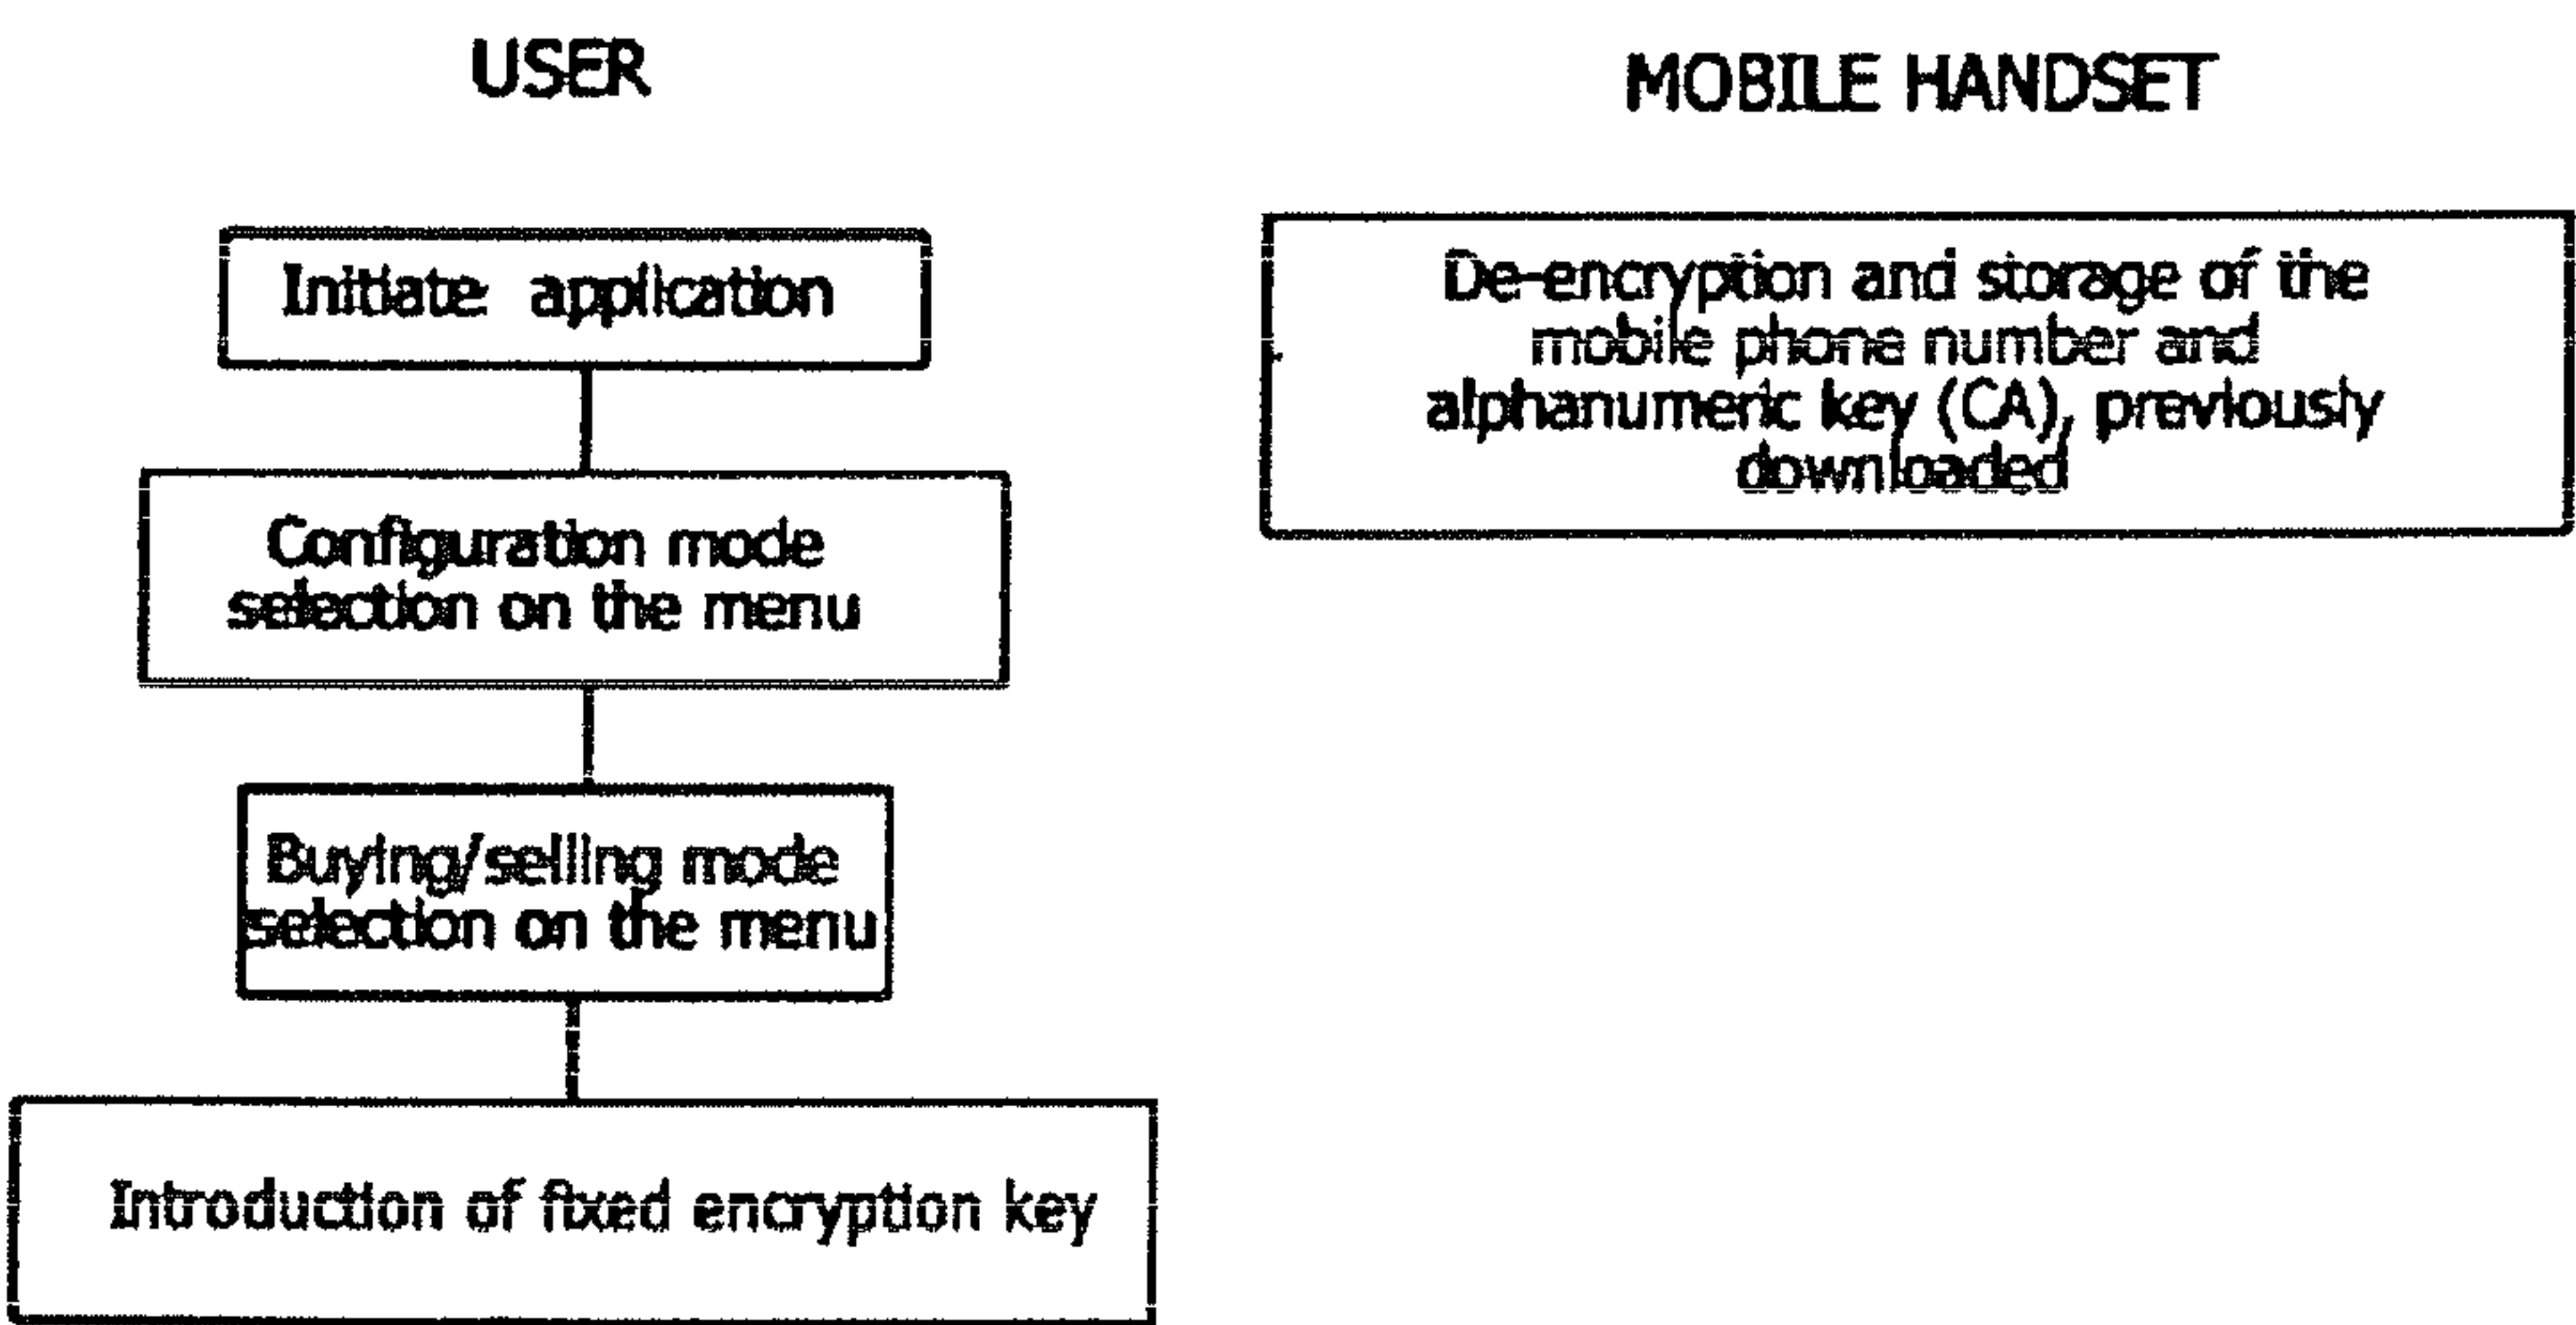 USER
Initiate application
Configuration mode
selection on the menu
Buying/selling mode
selection on the menu
Introduction of fixed encryption key
MOBILE HANDSET
De-encryption and storage of the
mobile phone number and
alphanumeric key (CA), previously
downloaded